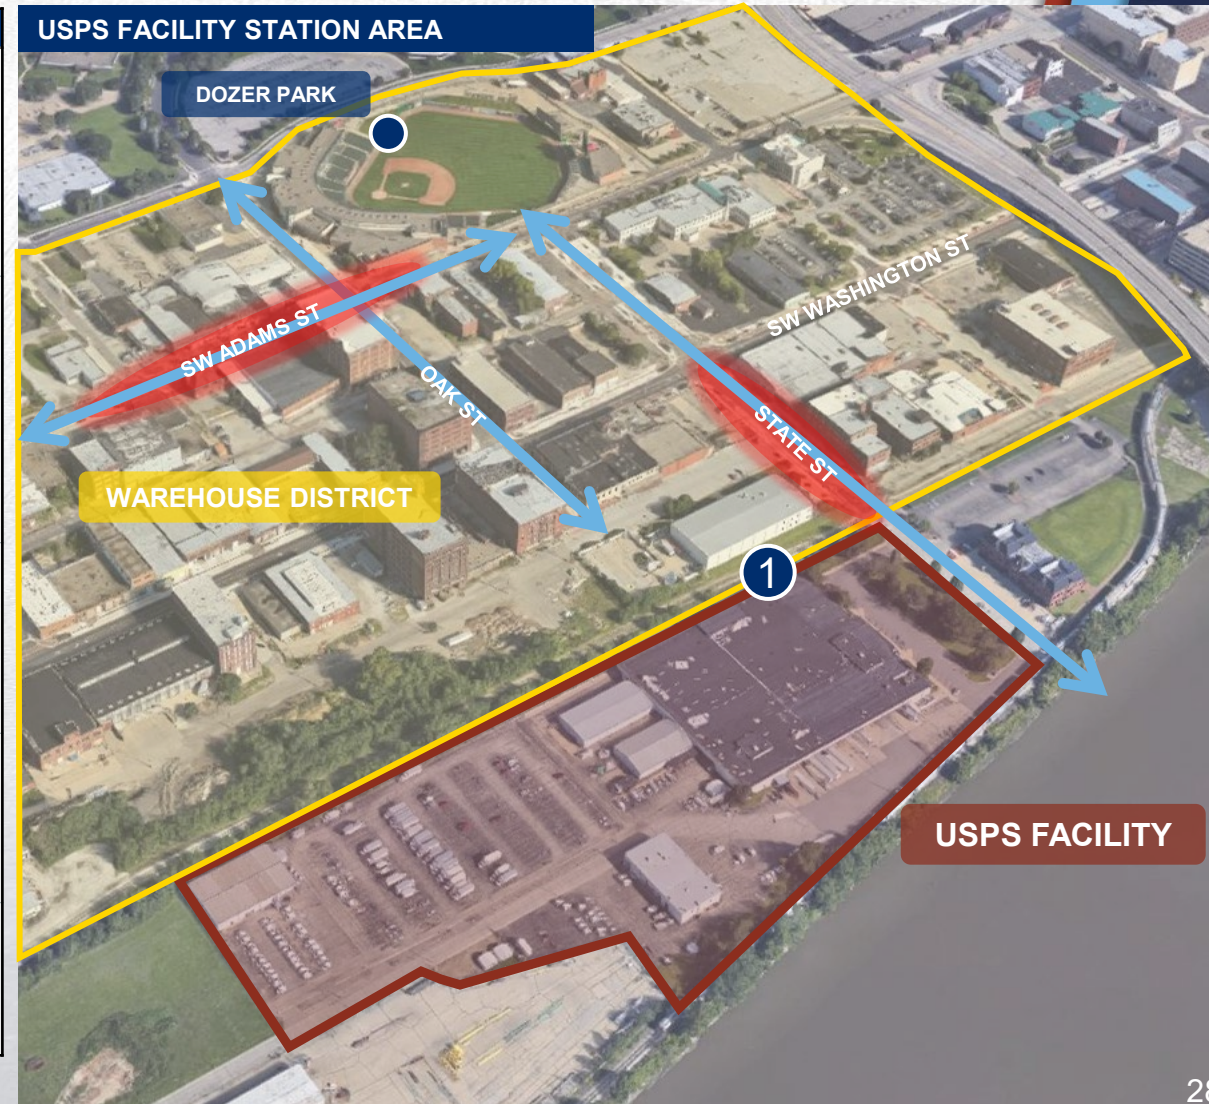 USPS FACILITY STATION AREA
DOZER PARK
SW WASHINGTON ST
SW ADAMS ST
OAK ST
STATE ST
WAREHOUSE DISTRICT
1
USPS FACILITY
28